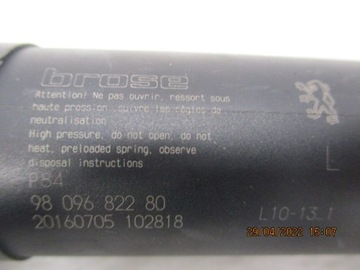 brose
Attention! Ne pas ouvrir, ressort sous
haute pression, suivre les règles de
neutralisation
High pressure, do not open, do not
heat, preloaded spring, observe
disposal instructions
P84
L
98 096 822 80
20160705 102818
L10-13_1
29/04/2022 15:07